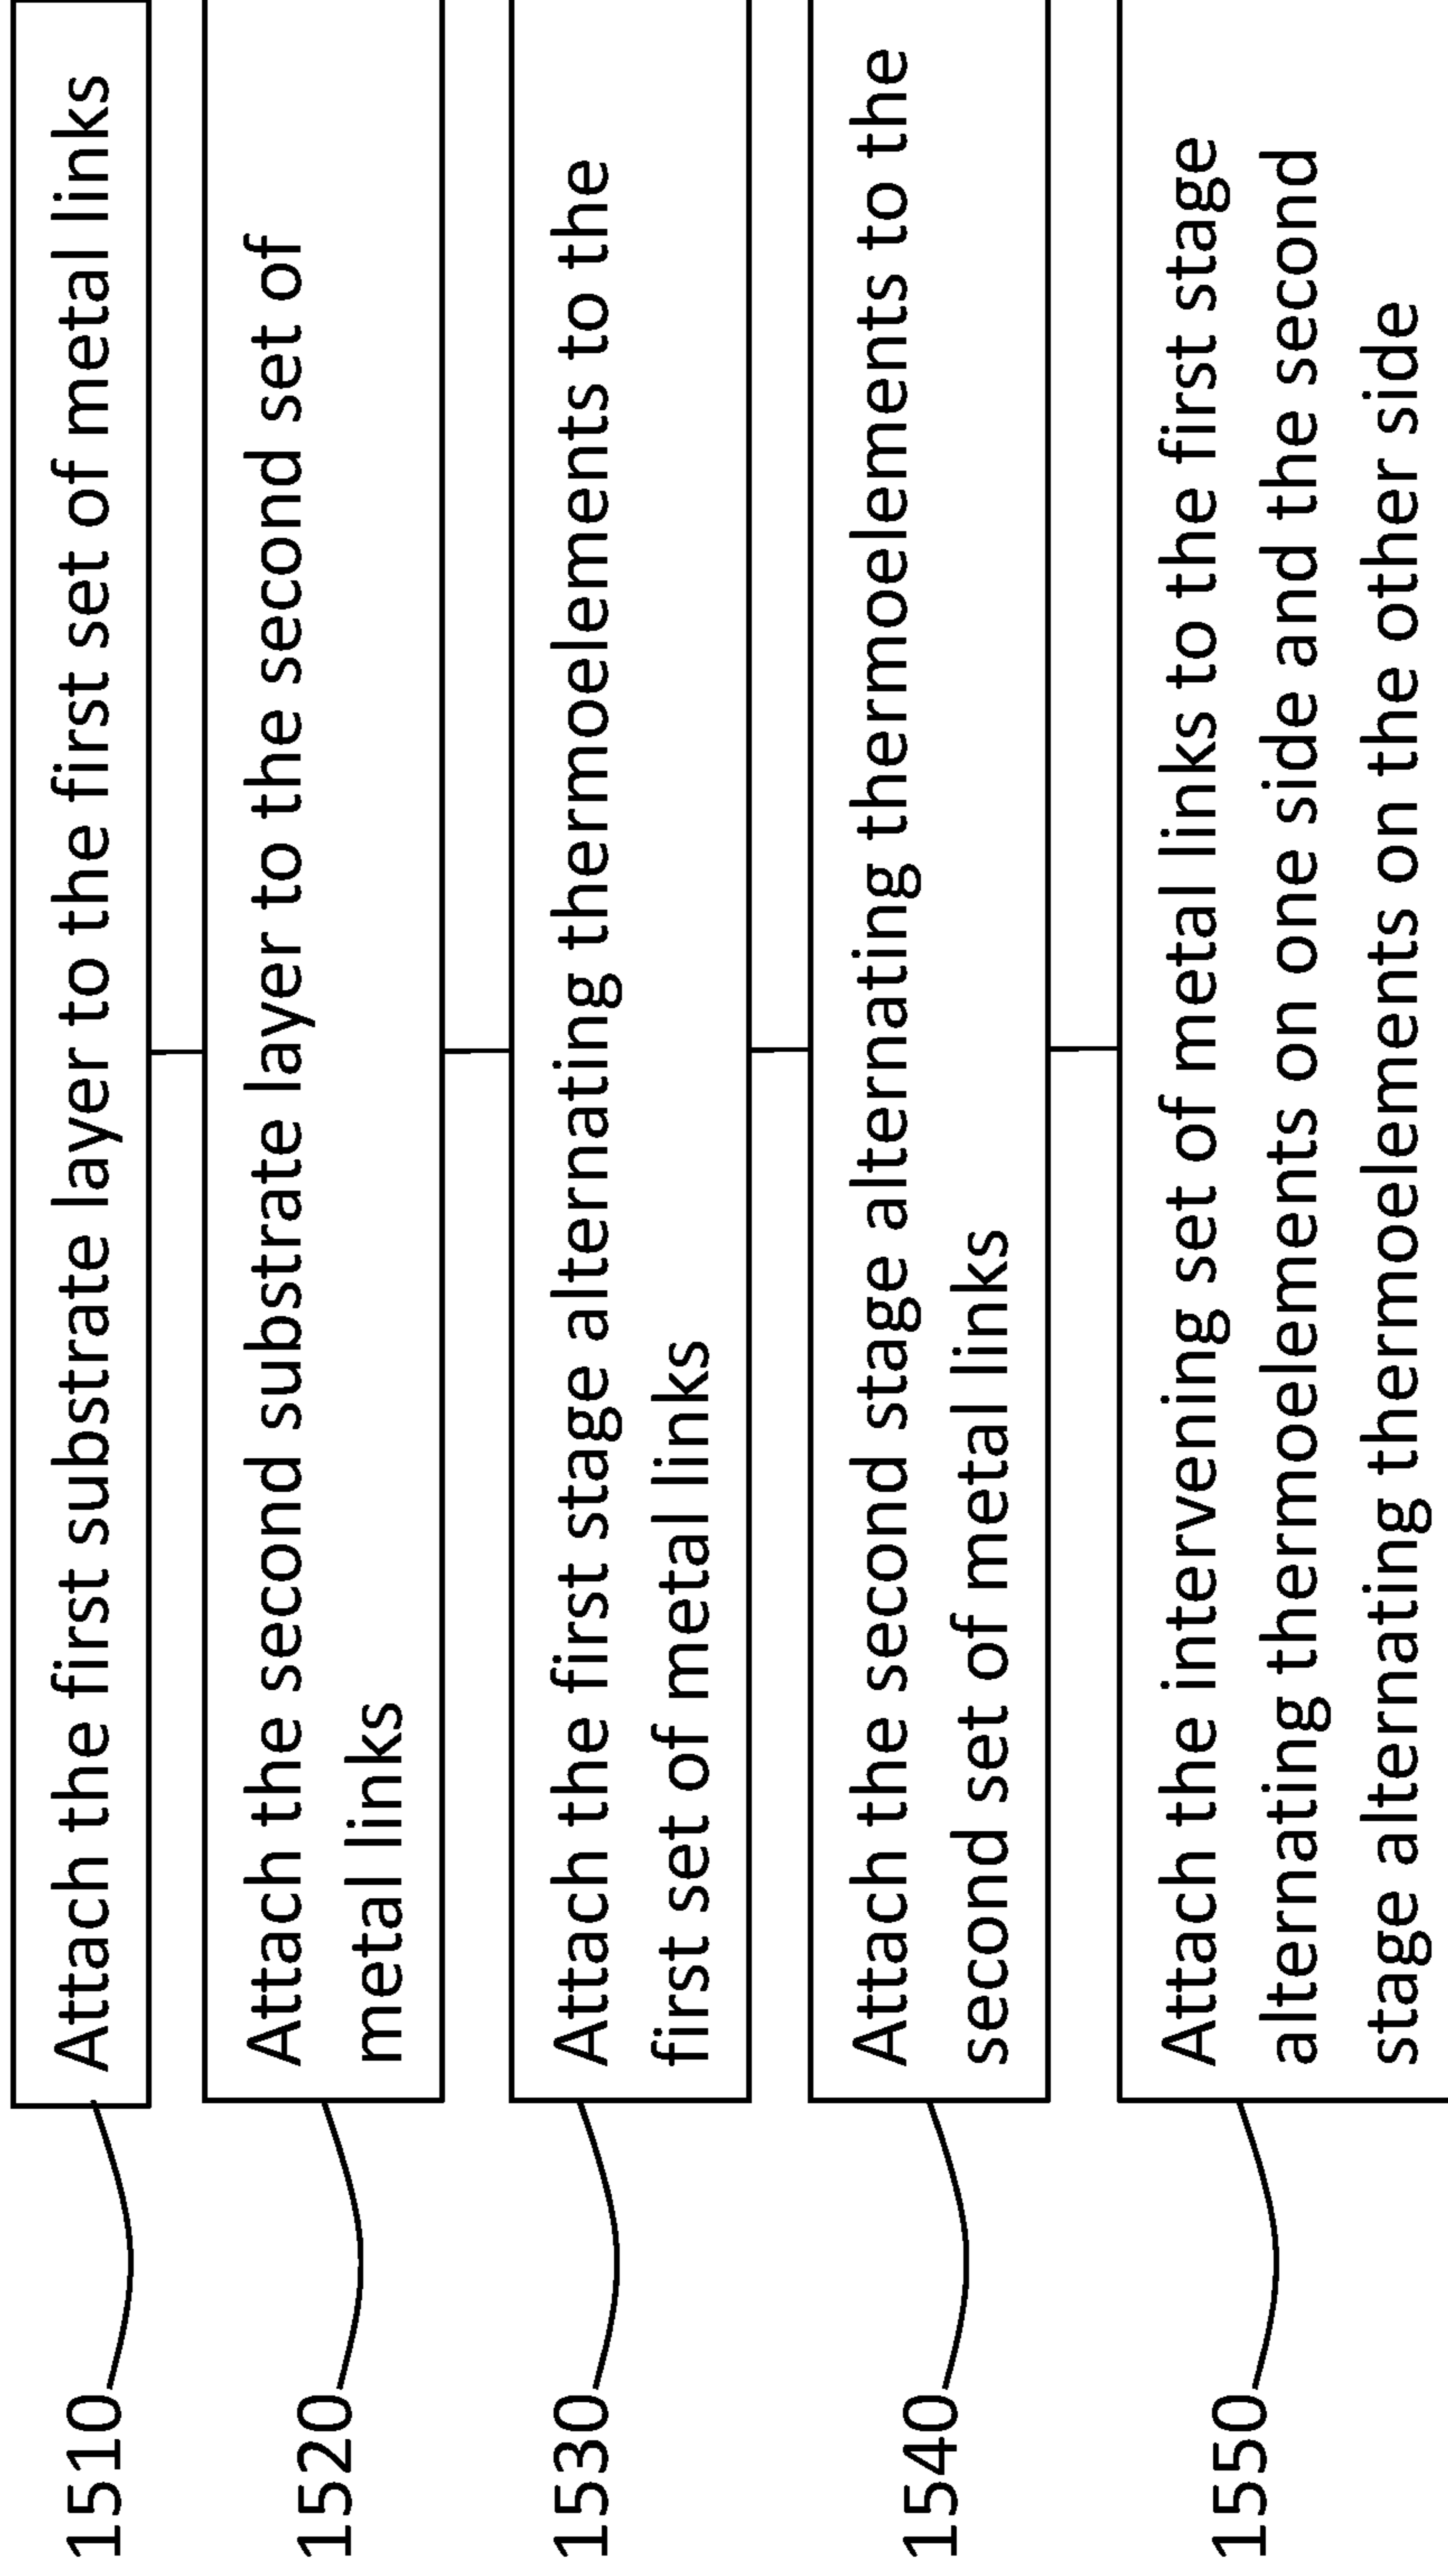 1510
Attach the first substrate layer to the first set of metal links
1520
Attach the second substrate layer to the second set of
metal links
1530
Attach the first stage alternating thermoelements to the
first set of metal links
1540
Attach the second stage alternating thermoelements to the
second set of metal links
1550
Attach the intervening set of metal links to the first stage
alternating thermoelements on one side and the second
stage alternating thermoelements on the other side